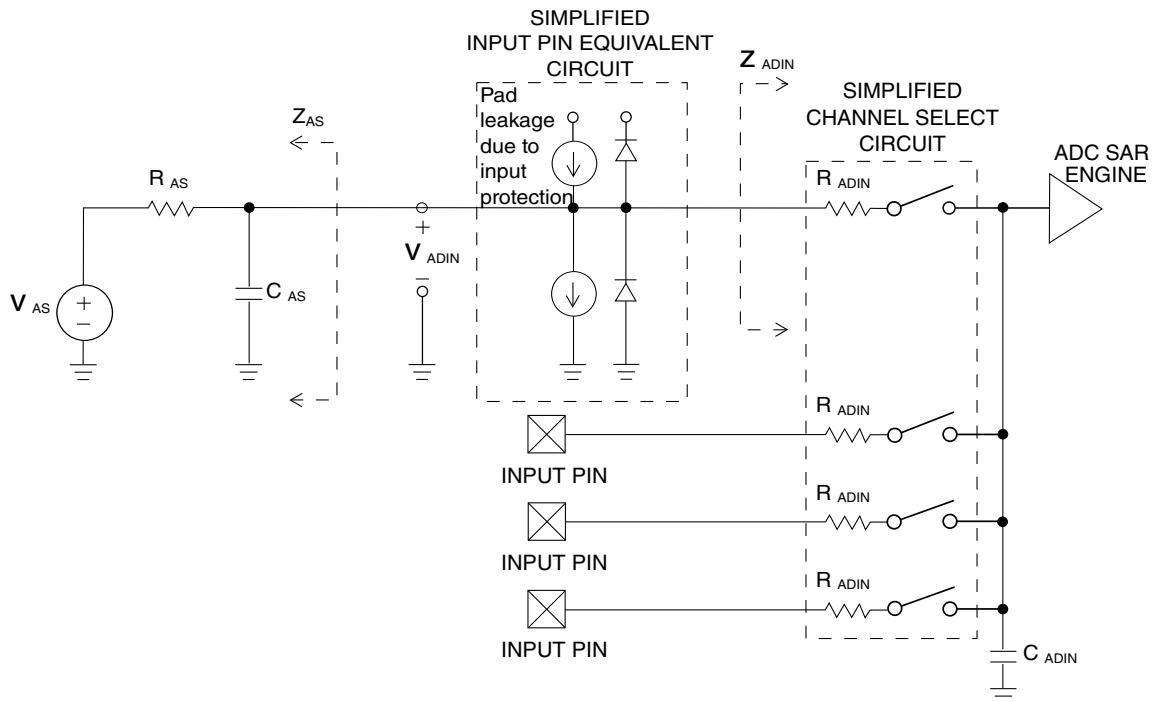 SIMPLIFIED
INPUT PIN EQUIVALENT
CIRCUIT
Z ADIN
SIMPLIFIED
CHANNEL SELECT
CIRCUIT
ADC SAR
ENGINE
Pad
leakage
due to
input
protection
Z AS
R AS
R ADIN
+
V ADIN
–
V AS
+
–
C AS
R ADIN
INPUT PIN
R ADIN
INPUT PIN
R ADIN
INPUT PIN
C ADIN